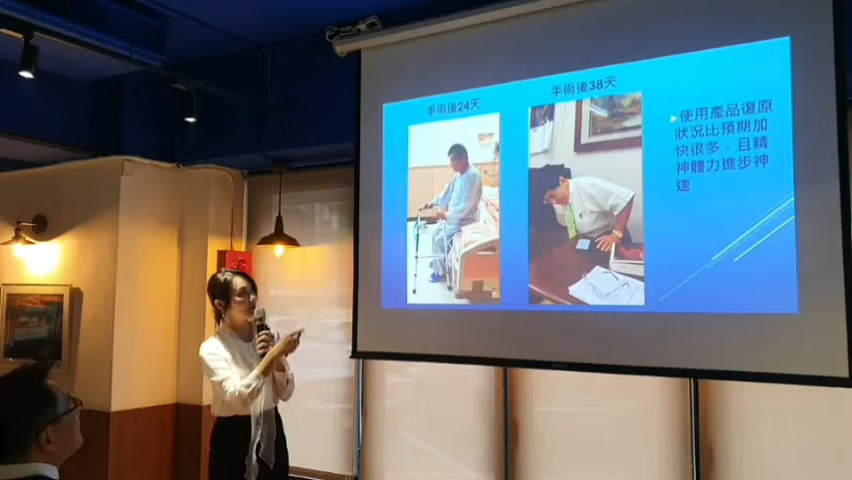 手術後24天
手術後38天
使用產品復原
狀況比預期加
快很多，且精
神體力進步神
速